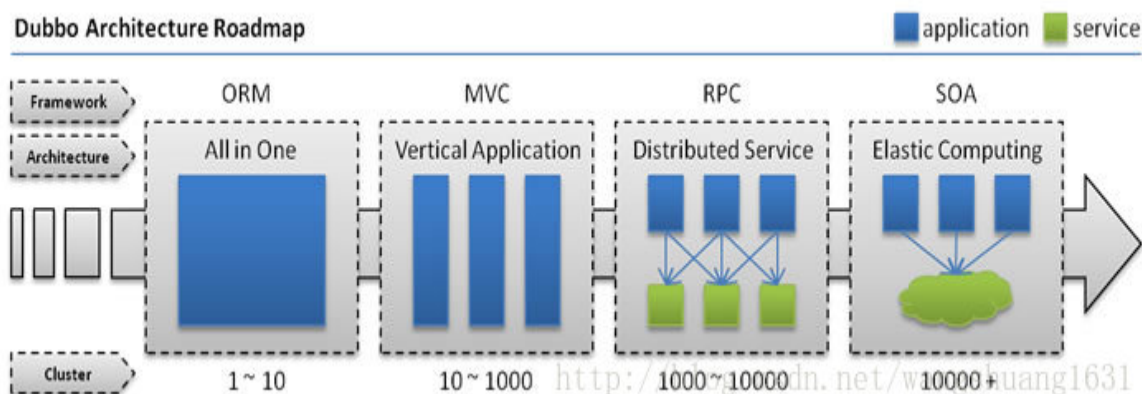 Dubbo Architecture Roadmap
application service
Framework ORM MVC RPC SOA
Architecture All in One Vertical Application Distributed Service Elastic Computing
Cluster 1 ~ 10 10 ~ 1000 1000 ~ 10000 10000 +